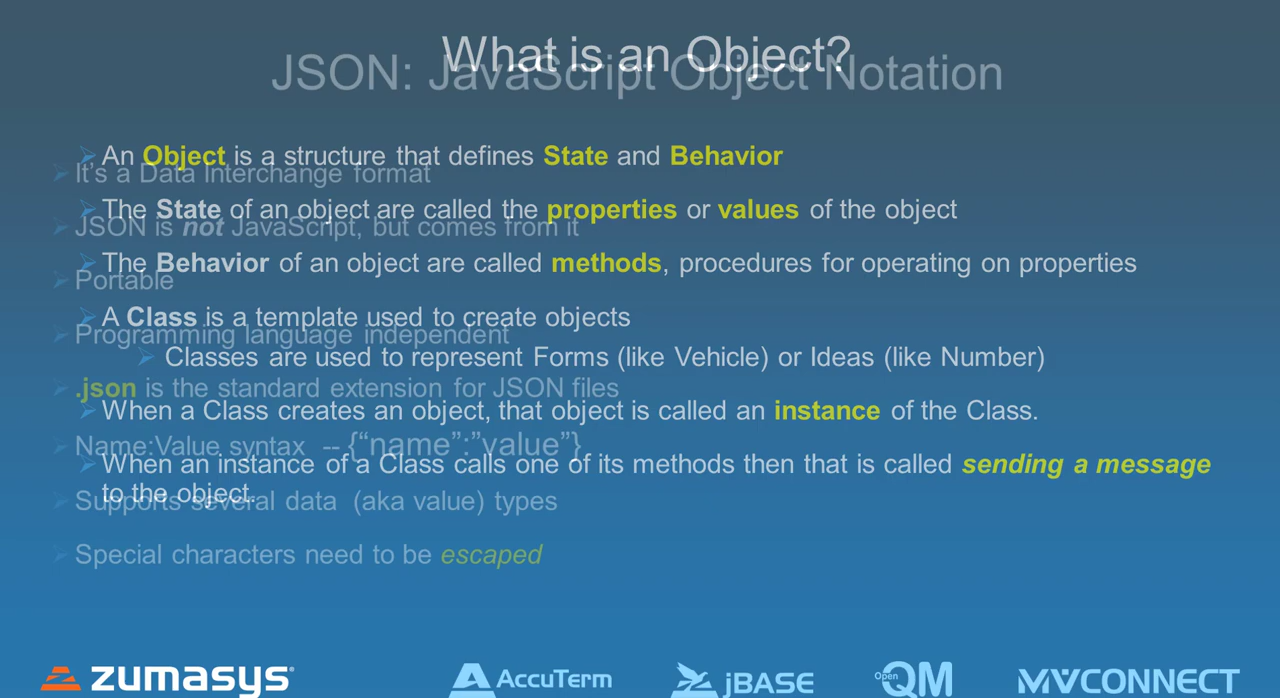 What is an Object?
JSON: JavaScript Object Notation
An Object is a structure that defines State and Behavior
It's a Data Interchange format
The State of an object are called the properties or values of the object
JSON is not JavaScript, but comes from it
The Behavior of an object are called methods, procedures for operating on properties
Portable
A Class is a template used to create objects
Programming language independent
Classes are used to represent Forms (like Vehicle) or Ideas (like Number)
.json is the standard extension for JSON files
When a Class creates an object, that object is called an instance of the Class.
Name:Value syntax -- {“name”:”value”}
When an instance of a Class calls one of its methods then that is called sending a message
to the object.
Supports several data (aka value) types
Special characters need to be escaped
zumasys AccuTerm jBASE OpenQM MVCONNECT